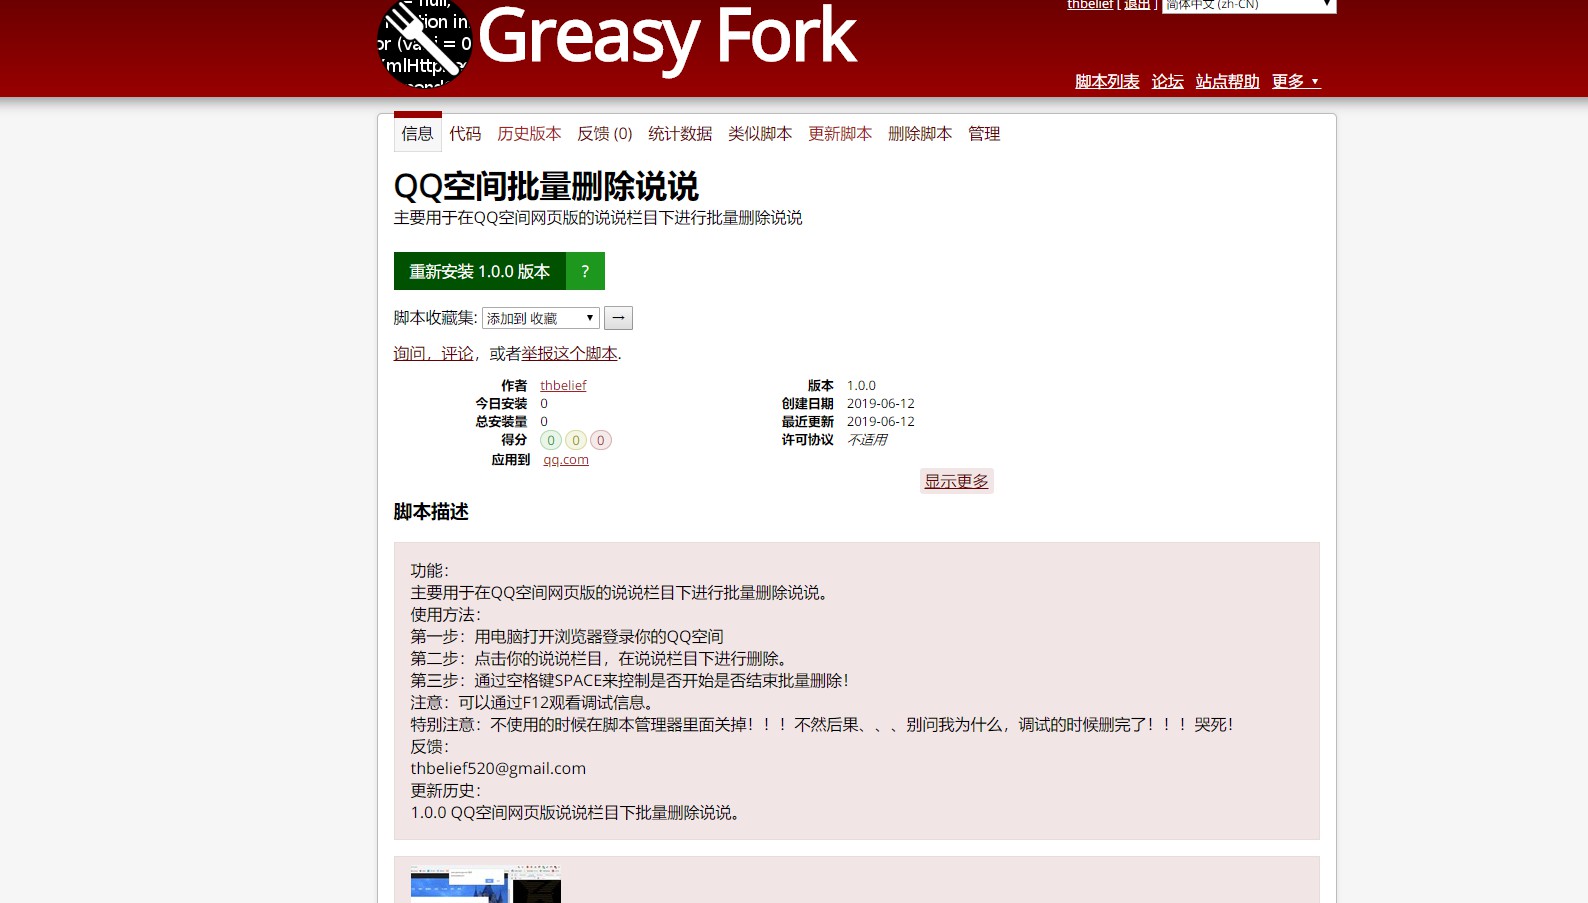 thbelief [ 退出 ] 简体中文 (zh-CN)
= null,
tion in
or (va i = 0
mlHttp
Greasy Fork
脚本列表 论坛 站点帮助 更多
信息 代码 历史版本 反馈 (0) 统计数据 类似脚本 更新脚本 删除脚本 管理
QQ空间批量删除说说
主要用于在QQ空间网页版的说说栏目下进行批量删除说说
重新安装 1.0.0 版本 ?
脚本收藏集: 添加到 收藏 →
询问，评论，或者举报这个脚本.
作者 thbelief
今日安装 0
总安装量 0
得分 0 0 0
应用到 qq.com
版本 1.0.0
创建日期 2019-06-12
最近更新 2019-06-12
许可协议 不适用
显示更多
脚本描述
功能：
主要用于在QQ空间网页版的说说栏目下进行批量删除说说。
使用方法：
第一步：用电脑打开浏览器登录你的QQ空间
第二步：点击你的说说栏目，在说说栏目下进行删除。
第三步：通过空格键SPACE来控制是否开始是否结束批量删除！
注意：可以通过F12观看调试信息。
特别注意：不使用的时候在脚本管理器里面关掉！！！不然后果、、、别问我为什么，调试的时候删完了！！！哭死！
反馈：
thbelief520@gmail.com
更新历史：
1.0.0 QQ空间网页版说说栏目下批量删除说说。